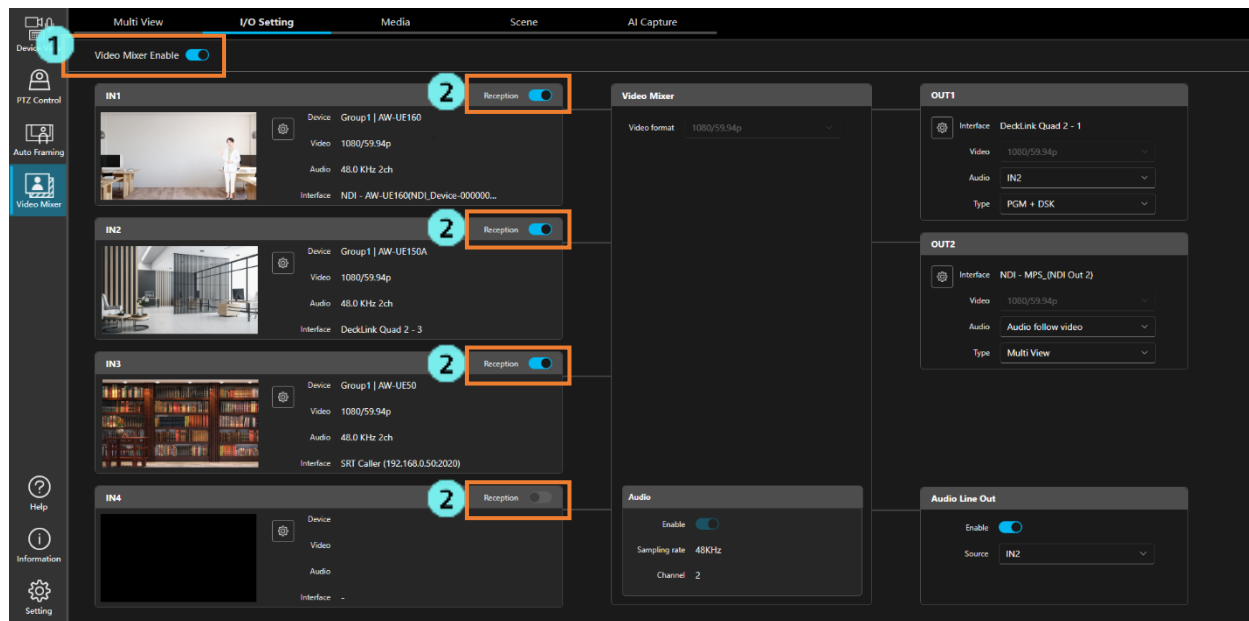 Multi View I/O Setting Media Scene AI Capture
Device
1
Video Mixer Enable
PTZ Control
Auto Framing
Video Mixer
Help
Information
Setting
IN1 2 Reception
Device Group1 | AW-UE160
Video 1080/59.94p
Audio 48.0 KHz 2ch
Interface NDI - AW-UE160(NDI_Device-000000...
IN2 2 Reception
Device Group1 | AW-UE150A
Video 1080/59.94p
Audio 48.0 KHz 2ch
Interface DeckLink Quad 2 - 3
IN3 2 Reception
Device Group1 | AW-UE50
Video 1080/59.94p
Audio 48.0 KHz 2ch
Interface SRT Caller (192.168.0.50:2020)
IN4 2 Reception
Device
Video
Audio
Interface -
Video Mixer
Video format 1080/59.94p
Audio
Enable
Sampling rate 48KHz
Channel 2
OUT1
Interface DeckLink Quad 2 - 1
Video 1080/59.94p
Audio IN2
Type PGM + DSK
OUT2
Interface NDI - MPS_(NDI Out 2)
Video 1080/59.94p
Audio Audio follow video
Type Multi View
Audio Line Out
Enable
Source IN2